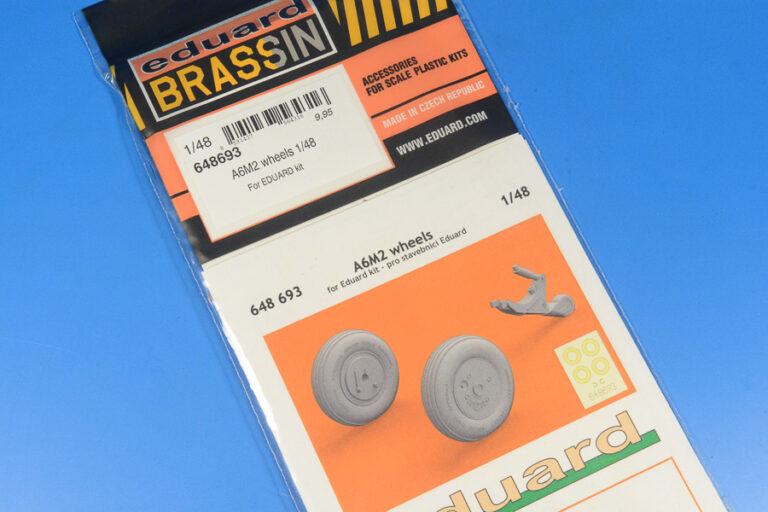 eduard
BRASSIN
ACCESSORIES
FOR SCALE PLASTIC KITS
MADE IN CZECH REPUBLIC
WWW.EDUARD.COM
1/48
9,95
648693
A6M2 wheels 1/48
For EDUARD kit
648 693
A6M2 wheels
1/48
for Eduard kit - pro stavebnici Eduard
eduard